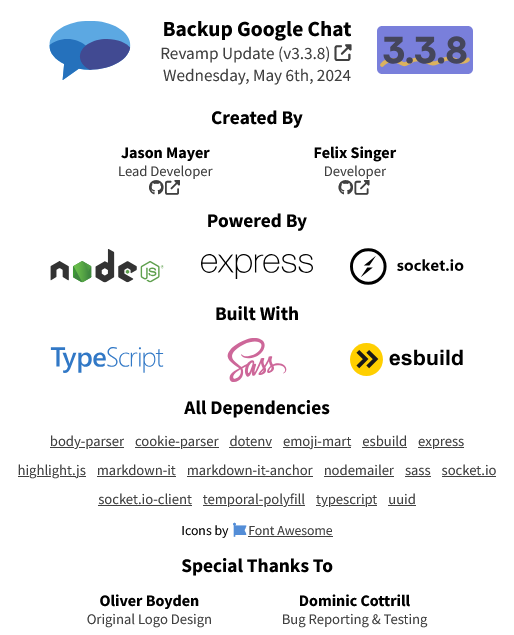 Backup Google Chat
Revamp Update (v3.3.8)
Wednesday, May 6th, 2024
3.3.8
Created By
Jason Mayer
Lead Developer
Felix Singer
Developer
Powered By
node JS
express
socket.io
Built With
TypeScript
Sass
esbuild
All Dependencies
body-parser cookie-parser dotenv emoji-mart esbuild express
highlight.js markdown-it markdown-it-anchor nodemailer sass socket.io
socket.io-client temporal-polyfill typescript uuid
Icons by Font Awesome
Special Thanks To
Oliver Boyden
Original Logo Design
Dominic Cottrill
Bug Reporting & Testing